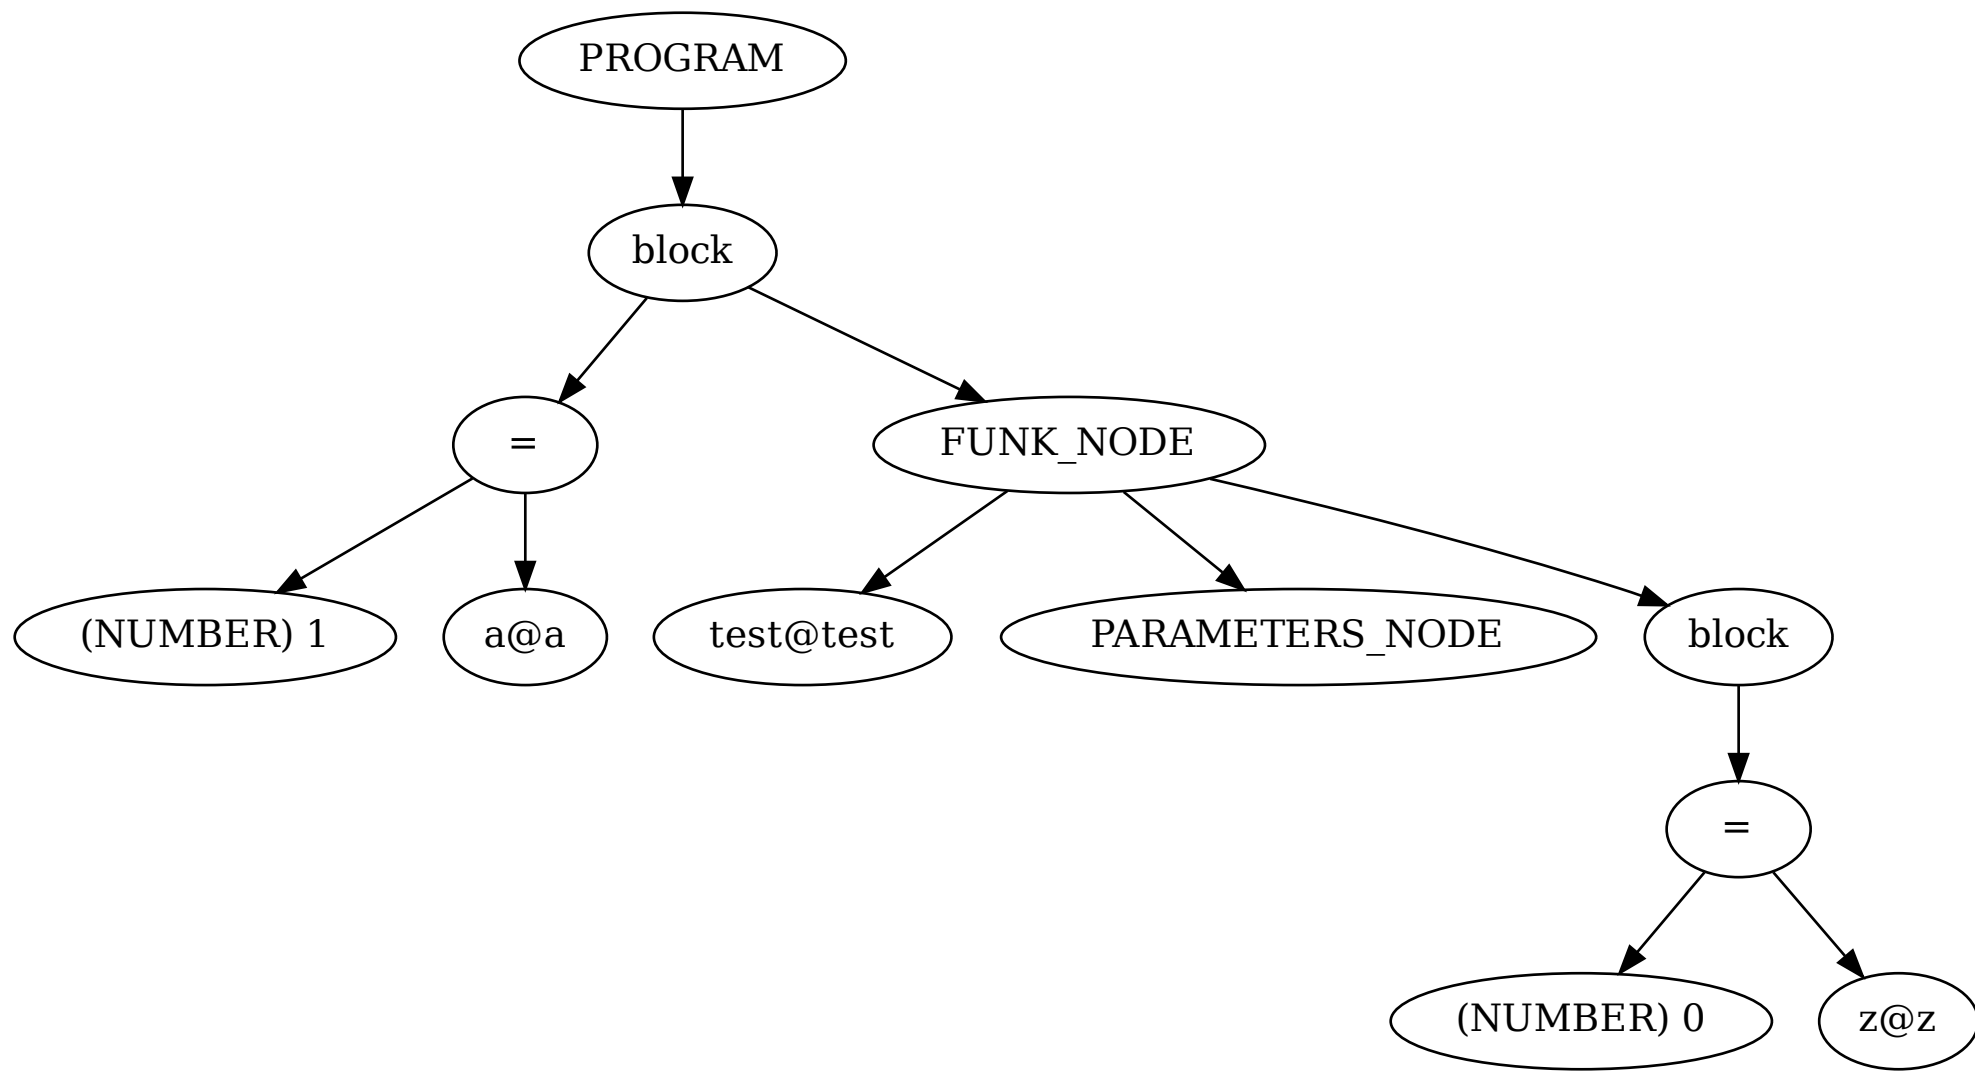 PROGRAM
block
=
FUNK_NODE
(NUMBER) 1
a@a
test@test
PARAMETERS_NODE
block
=
(NUMBER) 0
z@z